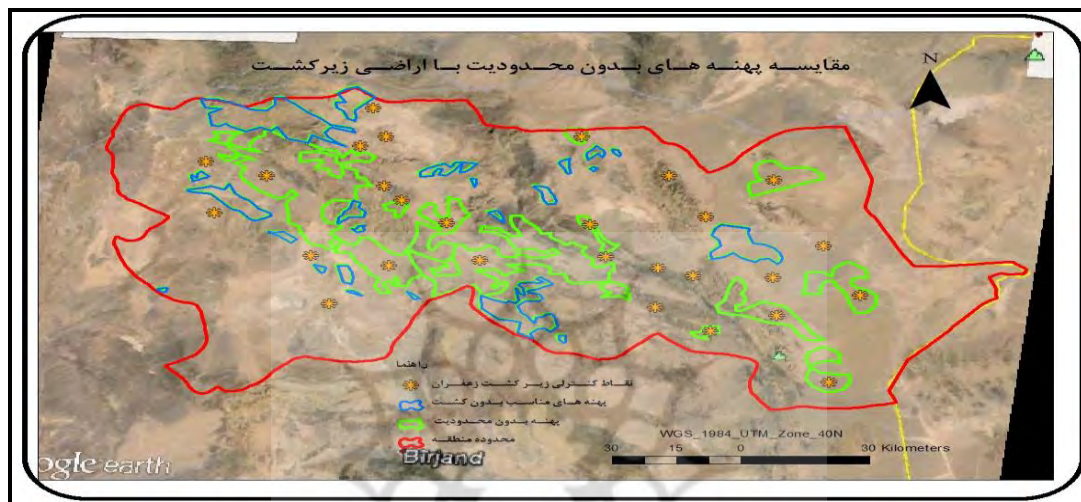 مقایسه پهنه های بدون محدودیت با اراضی زیرکشت
N
راهنما
نقاط کنترلی زیر کشت زعفران
پهنه های مناسب بدون کشت
پهنه بدون محدودیت
محدوده منطقه
Birjand
WGS_1984_UTM_Zone_40N
30 15 0 30 Kilometers
ogle earth